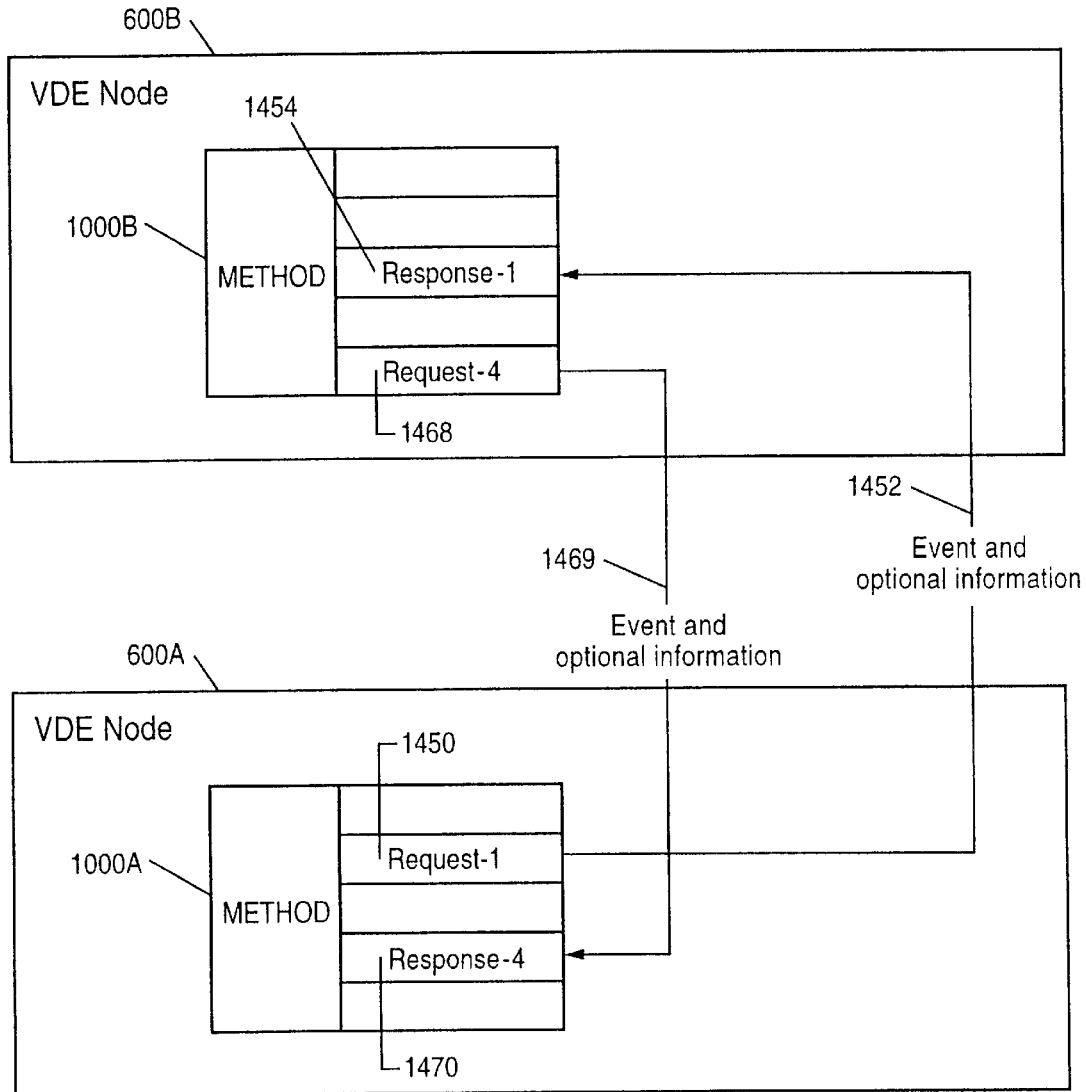 600B
VDE Node
1454
1000B
METHOD
Response-1
Request-4
1468
1452
Event and
optional information
1469
Event and
optional information
600A
VDE Node
1450
1000A
METHOD
Request-1
Response-4
1470